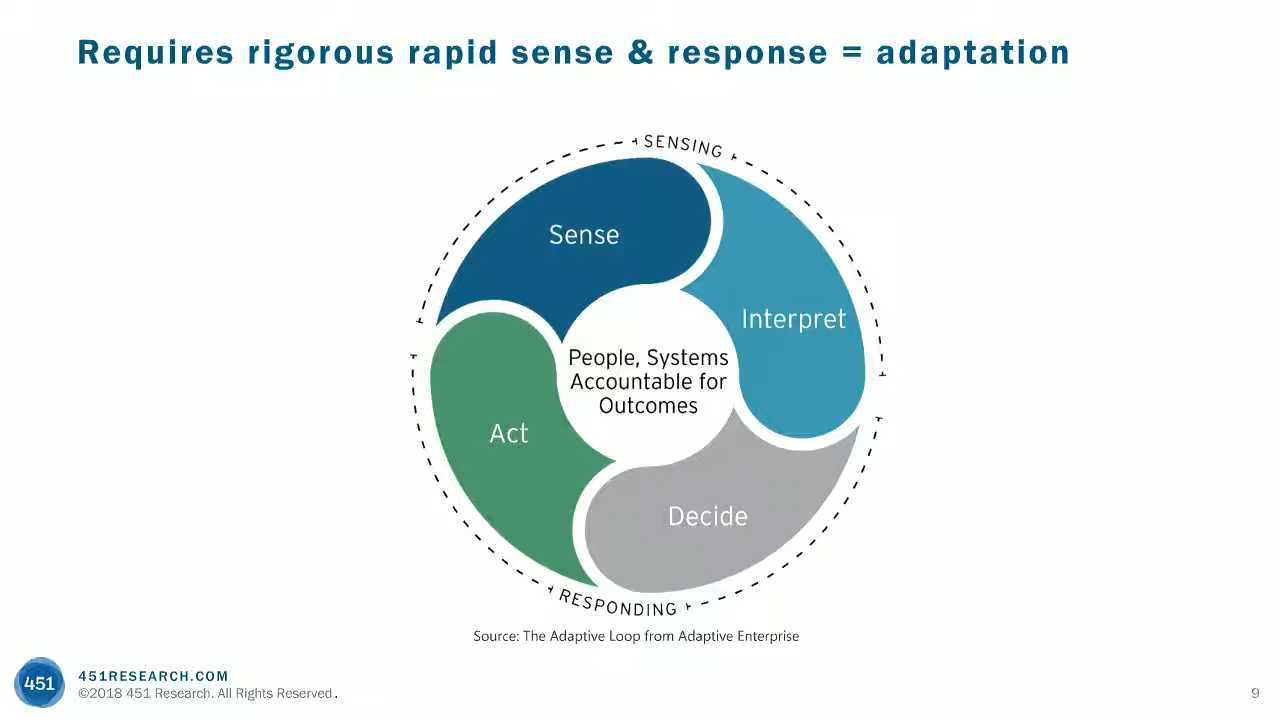 Requires rigorous rapid sense & response = adaptation
SENSING
Sense
Interpret
People, Systems
Accountable for
Outcomes
Act
Decide
RESPONDING
Source: The Adaptive Loop from Adaptive Enterprise
451
451RESEARCH.COM
©2018 451 Research. All Rights Reserved.
9